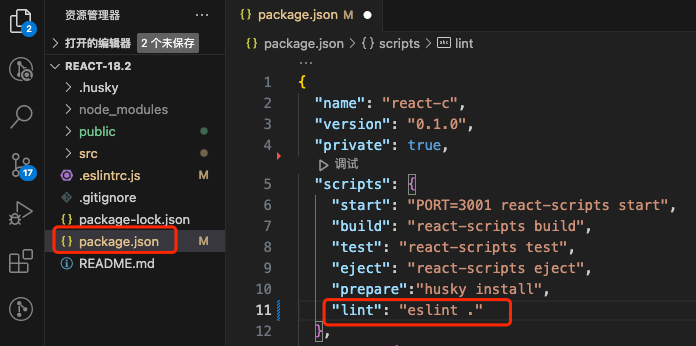 2
17
资源管理器 ...
打开的编辑器 2 个未保存
REACT-18.2
.husky
node_modules
public
src
.eslintrc.js M
.gitignore
package-lock.json
package.json M
README.md
{} package.json M ●
{} package.json > {} scripts > abc lint
...
1 {
2 "name": "react-c",
3 "version": "0.1.0",
4 "private": true,
调试
5 "scripts": {
6 "start": "PORT=3001 react-scripts start",
7 "build": "react-scripts build",
8 "test": "react-scripts test",
9 "eject": "react-scripts eject",
10 "prepare":"husky install",
11 "lint": "eslint ."
12 },